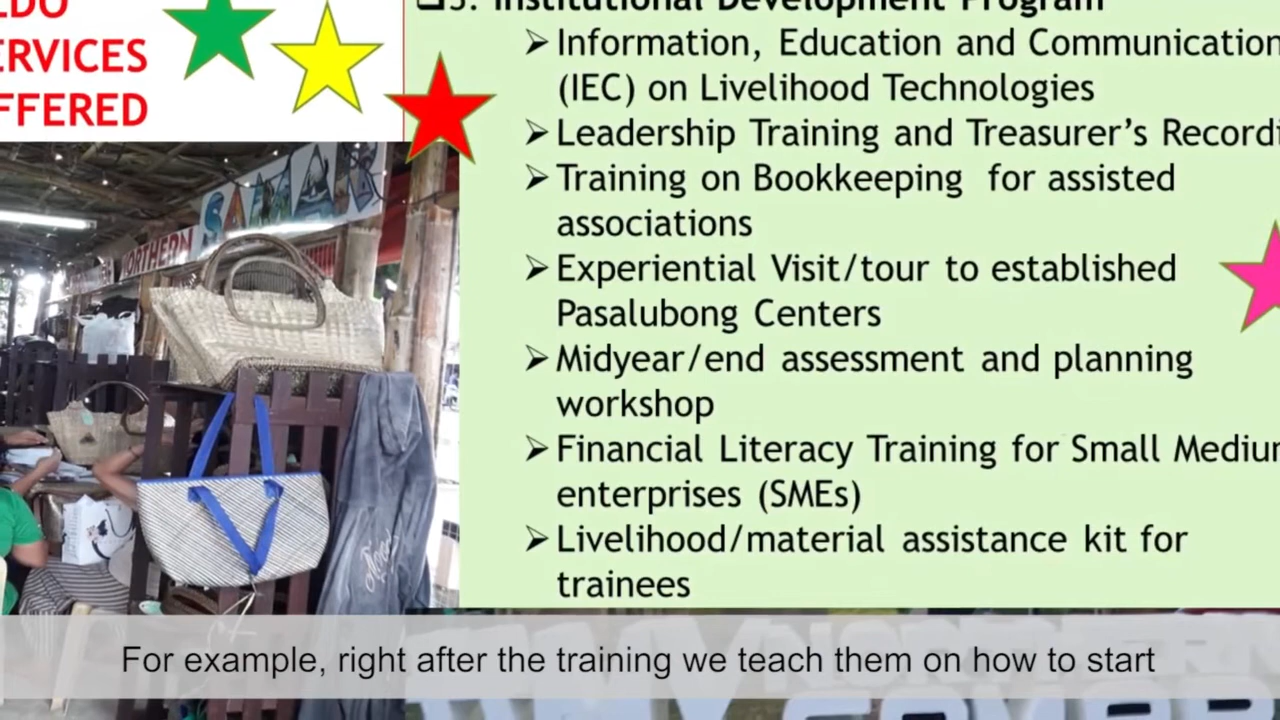 ERVICES
FFERED
3. Institutional Development Program
Information, Education and Communication
(IEC) on Livelihood Technologies
Leadership Training and Treasurer's Recordi
Training on Bookkeeping for assisted
associations
Experiential Visit/tour to established
Pasalubong Centers
Midyear/end assessment and planning
workshop
Financial Literacy Training for Small Medium
enterprises (SMEs)
Livelihood/material assistance kit for
trainees
NORTHERN SAMAR
For example, right after the training we teach them on how to start